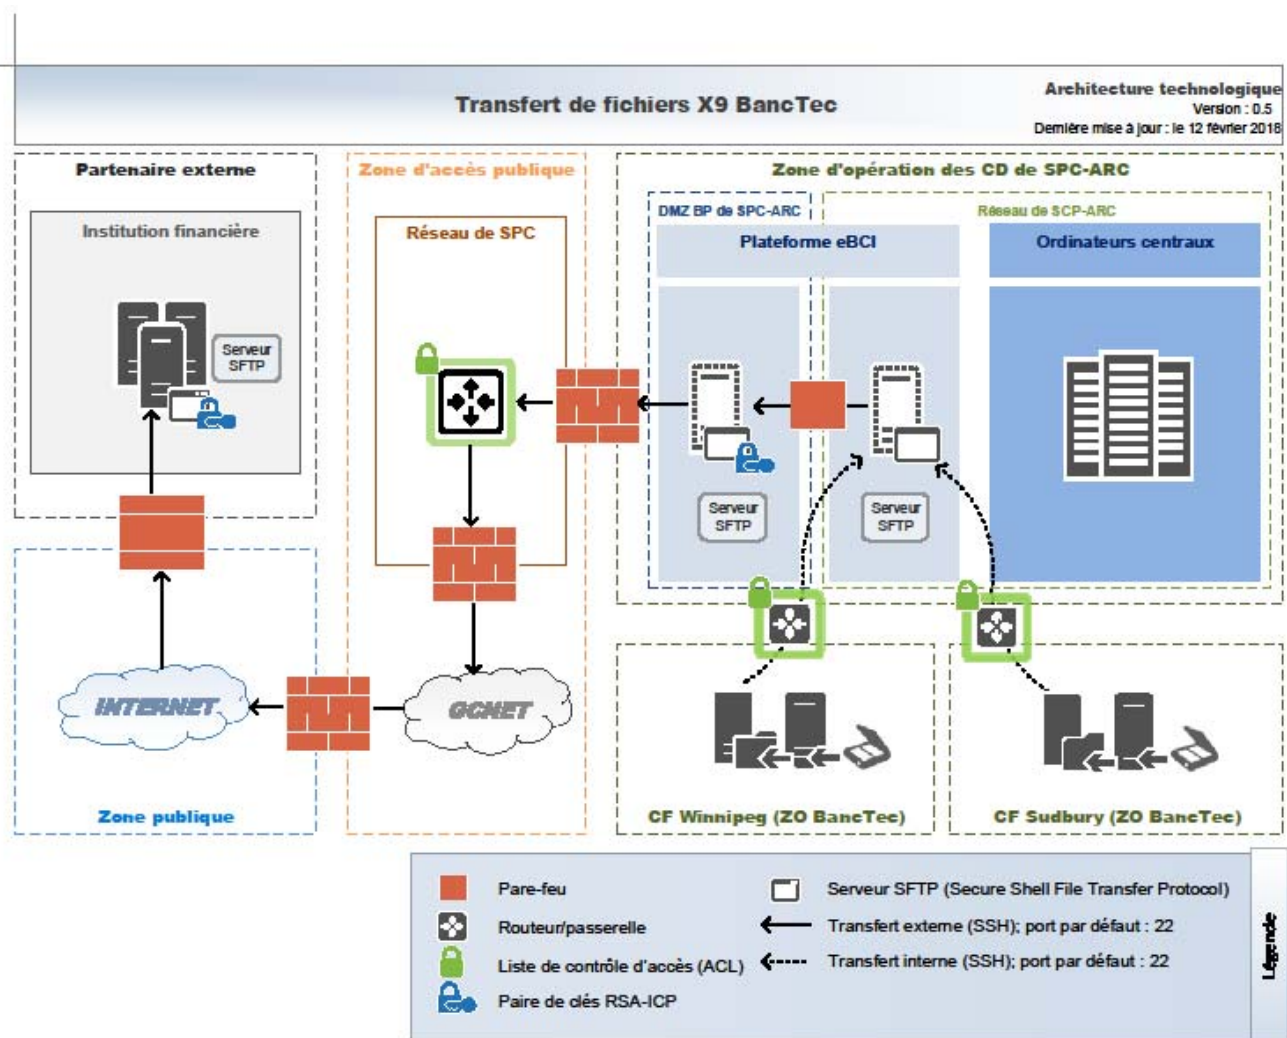 Transfert de fichiers X9 BancTec
Architecture technologique
Version : 0.5
Dernière mise à jour : le 12 février 2018
Partenaire externe
Institution financière
Serveur
SFTP
Zone d'accès publique
Réseau de SPC
Zone d'opération des CD de SPC-ARC
DMZ BP de SPC-ARC
Réseau de SCP-ARC
Plateforme eBCI
Ordinateurs centraux
Serveur
SFTP
Serveur
SFTP
INTERNET
GCNET
Zone publique
CF Winnipeg (ZO BancTec)
CF Sudbury (ZO BancTec)
Pare-feu
Routeur/passerelle
Liste de contrôle d'accès (ACL)
Paire de clés RSA-ICP
Serveur SFTP (Secure Shell File Transfer Protocol)
Transfert externe (SSH); port par défaut : 22
Transfert interne (SSH); port par défaut : 22
Légende